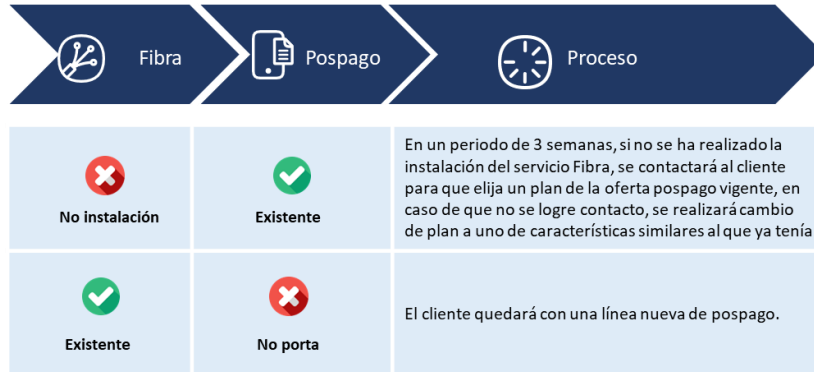 Fibra
Pospago
Proceso
En un periodo de 3 semanas, si no se ha realizado la
instalación del servicio Fibra, se contactará al cliente
para que elija un plan de la oferta pospago vigente, en
caso de que no se logre contacto, se realizará cambio
de plan a uno de características similares al que ya tenía
No instalación
Existente
El cliente quedará con una línea nueva de pospago.
Existente
No porta